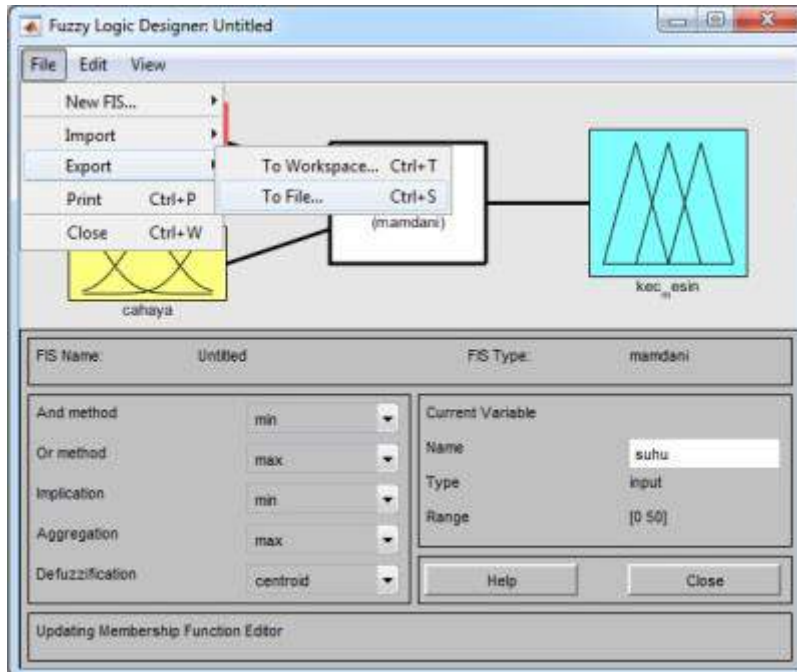 Fuzzy Logic Designer: Untitled
File Edit View
New FIS...
Import
Export
Print Ctrl+P
Close Ctrl+W
To Workspace... Ctrl+T
To File... Ctrl+S
(mamdani)
cahaya
kec_mesin
FIS Name: Untitled FIS Type: mamdani
And method min
Or method max
Implication min
Aggregation max
Defuzzification centroid
Current Variable
Name suhu
Type input
Range [0 50]
Help Close
Updating Membership Function Editor